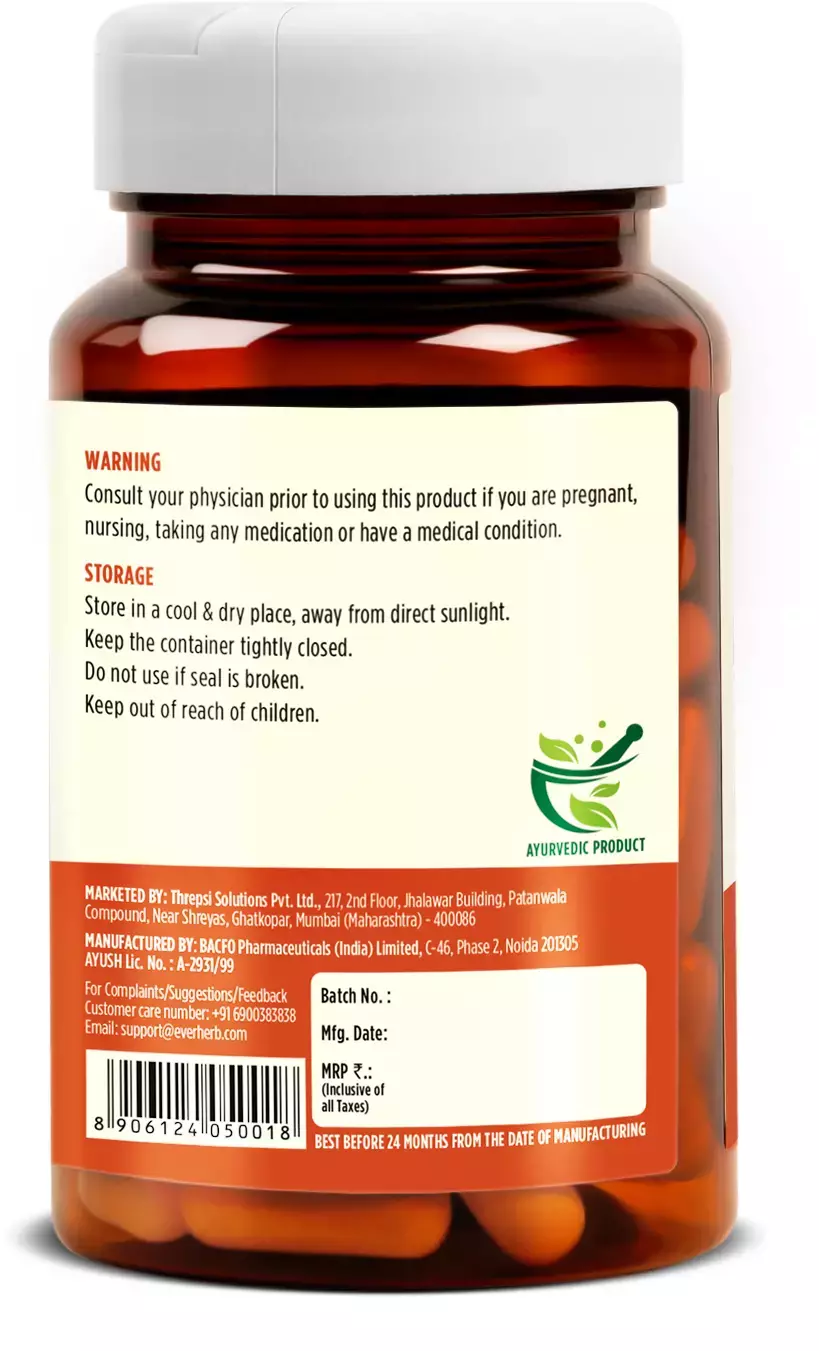 WARNING
Consult your physician prior to using this product if you are pregnant,
nursing, taking any medication or have a medical condition.
STORAGE
Store in a cool & dry place, away from direct sunlight.
Keep the container tightly closed.
Do not use if seal is broken.
Keep out of reach of children.
AYURVEDIC PRODUCT
MARKETED BY: Threpsi Solutions Pvt. Ltd., 217, 2nd Floor, Jhalawar Building, Patanwala
Compound, Near Shreyas, Ghatkopar, Mumbai (Maharashtra) - 400086
MANUFACTURED BY: BACFO Pharmaceuticals (India) Limited, C-46, Phase 2, Noida 201305
AYUSH Lic. No. : A-2931/99
For Complaints/Suggestions/Feedback
Customer care number: +91 6900383838
Email: support@everherb.com
8 906124 050018
Batch No. :
Mfg. Date:
MRP ₹.:
(Inclusive of
all Taxes)
BEST BEFORE 24 MONTHS FROM THE DATE OF MANUFACTURING